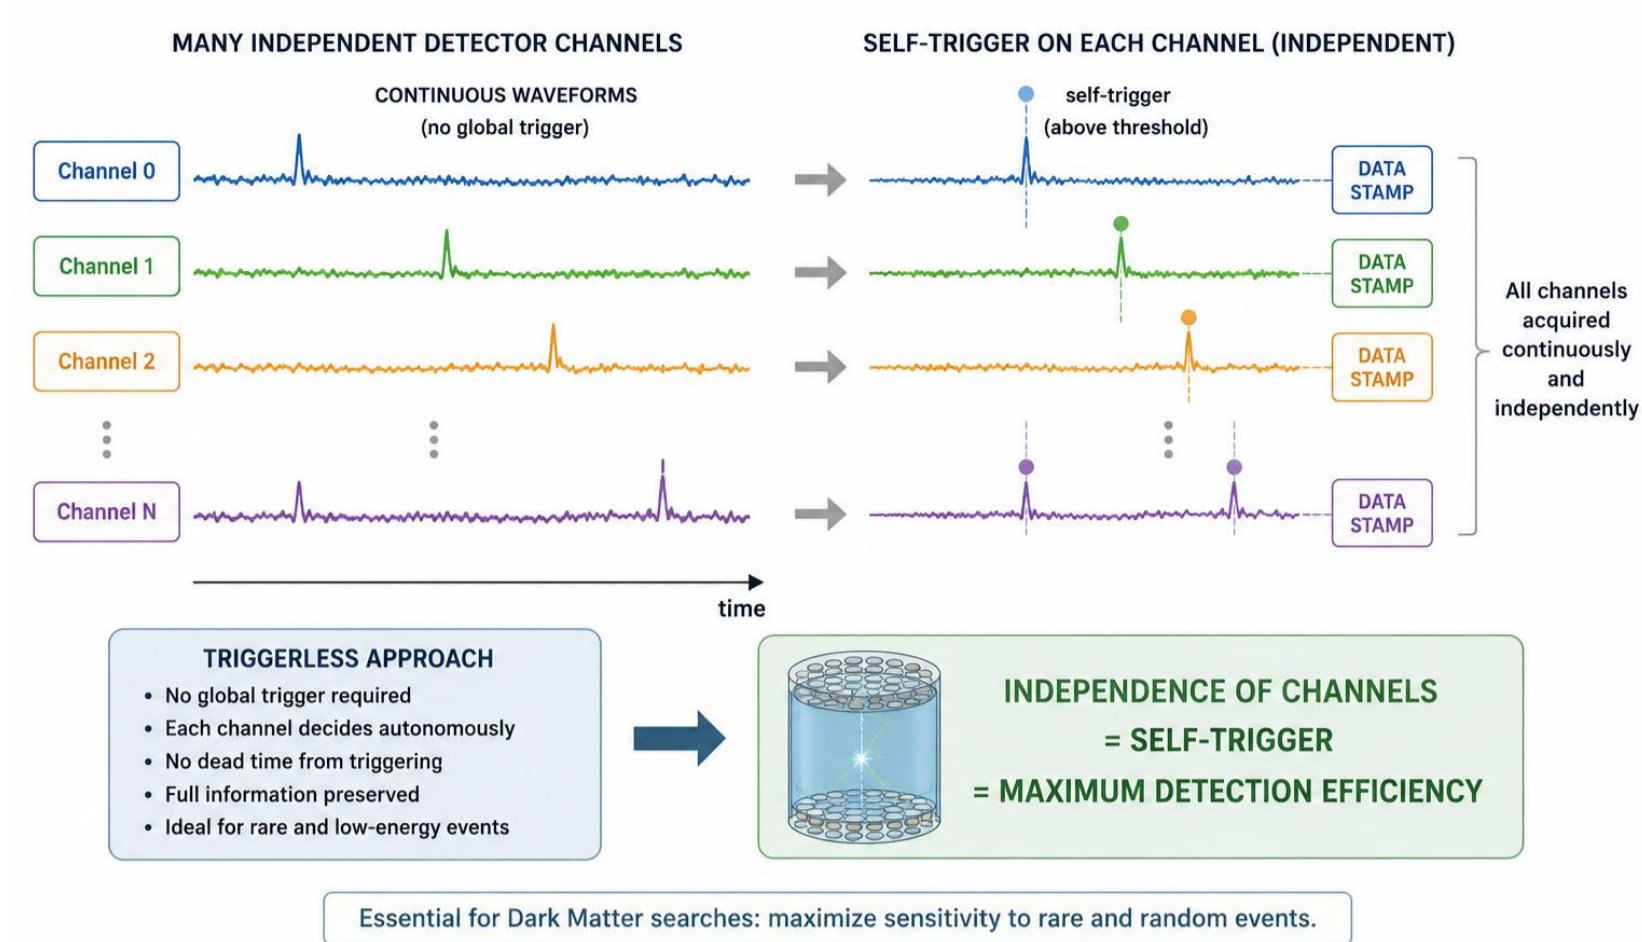 MANY INDEPENDENT DETECTOR CHANNELS
SELF-TRIGGER ON EACH CHANNEL (INDEPENDENT)
CONTINUOUS WAVEFORMS
(no global trigger)
self-trigger
(above threshold)
Channel 0
DATA
STAMP
Channel 1
DATA
STAMP
Channel 2
DATA
STAMP
Channel N
DATA
STAMP
All channels
acquired
continuously
and
independently
time
TRIGGERLESS APPROACH
• No global trigger required
• Each channel decides autonomously
• No dead time from triggering
• Full information preserved
• Ideal for rare and low-energy events
INDEPENDENCE OF CHANNELS
= SELF-TRIGGER
= MAXIMUM DETECTION EFFICIENCY
Essential for Dark Matter searches: maximize sensitivity to rare and random events.